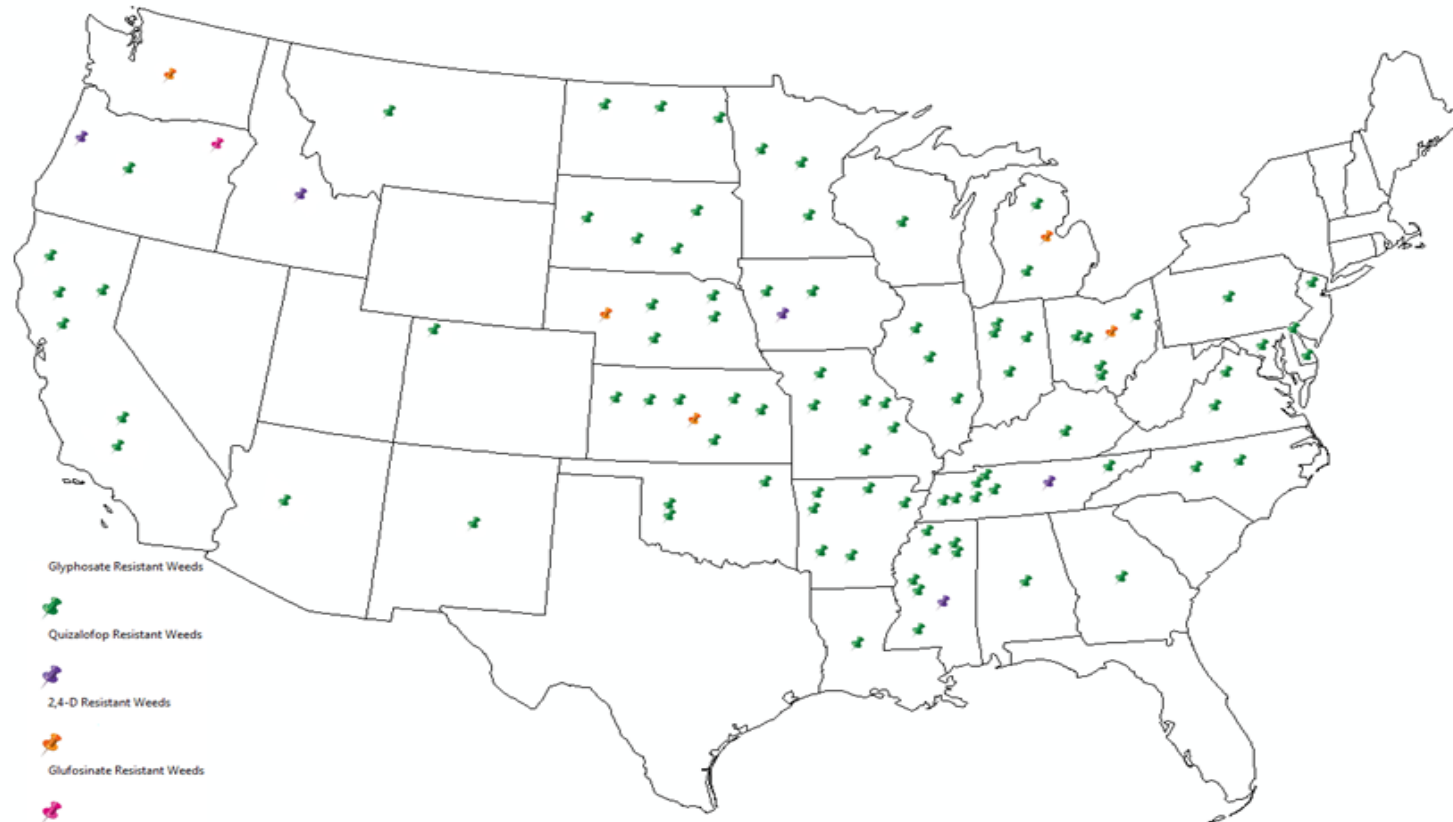 Glyphosate Resistant Weeds
Quizalofop Resistant Weeds
2,4-D Resistant Weeds
Glufosinate Resistant Weeds